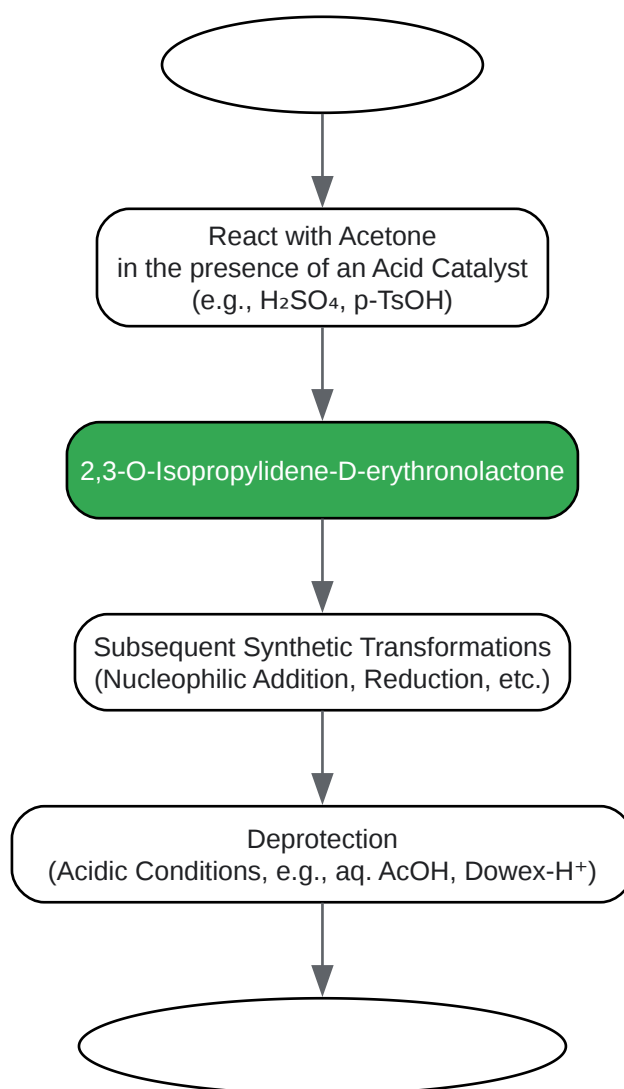 React with Acetone
in the presence of an Acid Catalyst
(e.g., H₂SO₄, p-TsOH)
2,3-O-Isopropylidene-D-erythronolactone
Subsequent Synthetic Transformations
(Nucleophilic Addition, Reduction, etc.)
Deprotection
(Acidic Conditions, e.g., aq. AcOH, Dowex-H⁺)